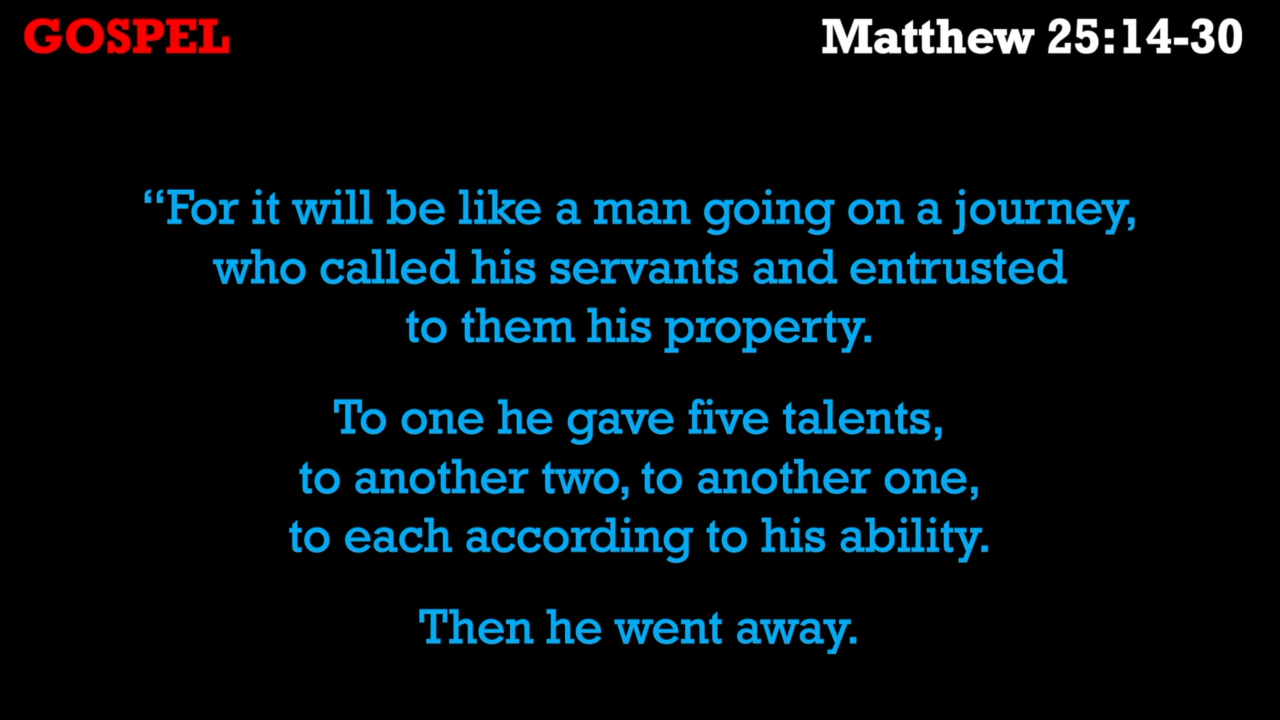 GOSPEL
Matthew 25:14-30
“For it will be like a man going on a journey,
who called his servants and entrusted
to them his property.
To one he gave five talents,
to another two, to another one,
to each according to his ability.
Then he went away.